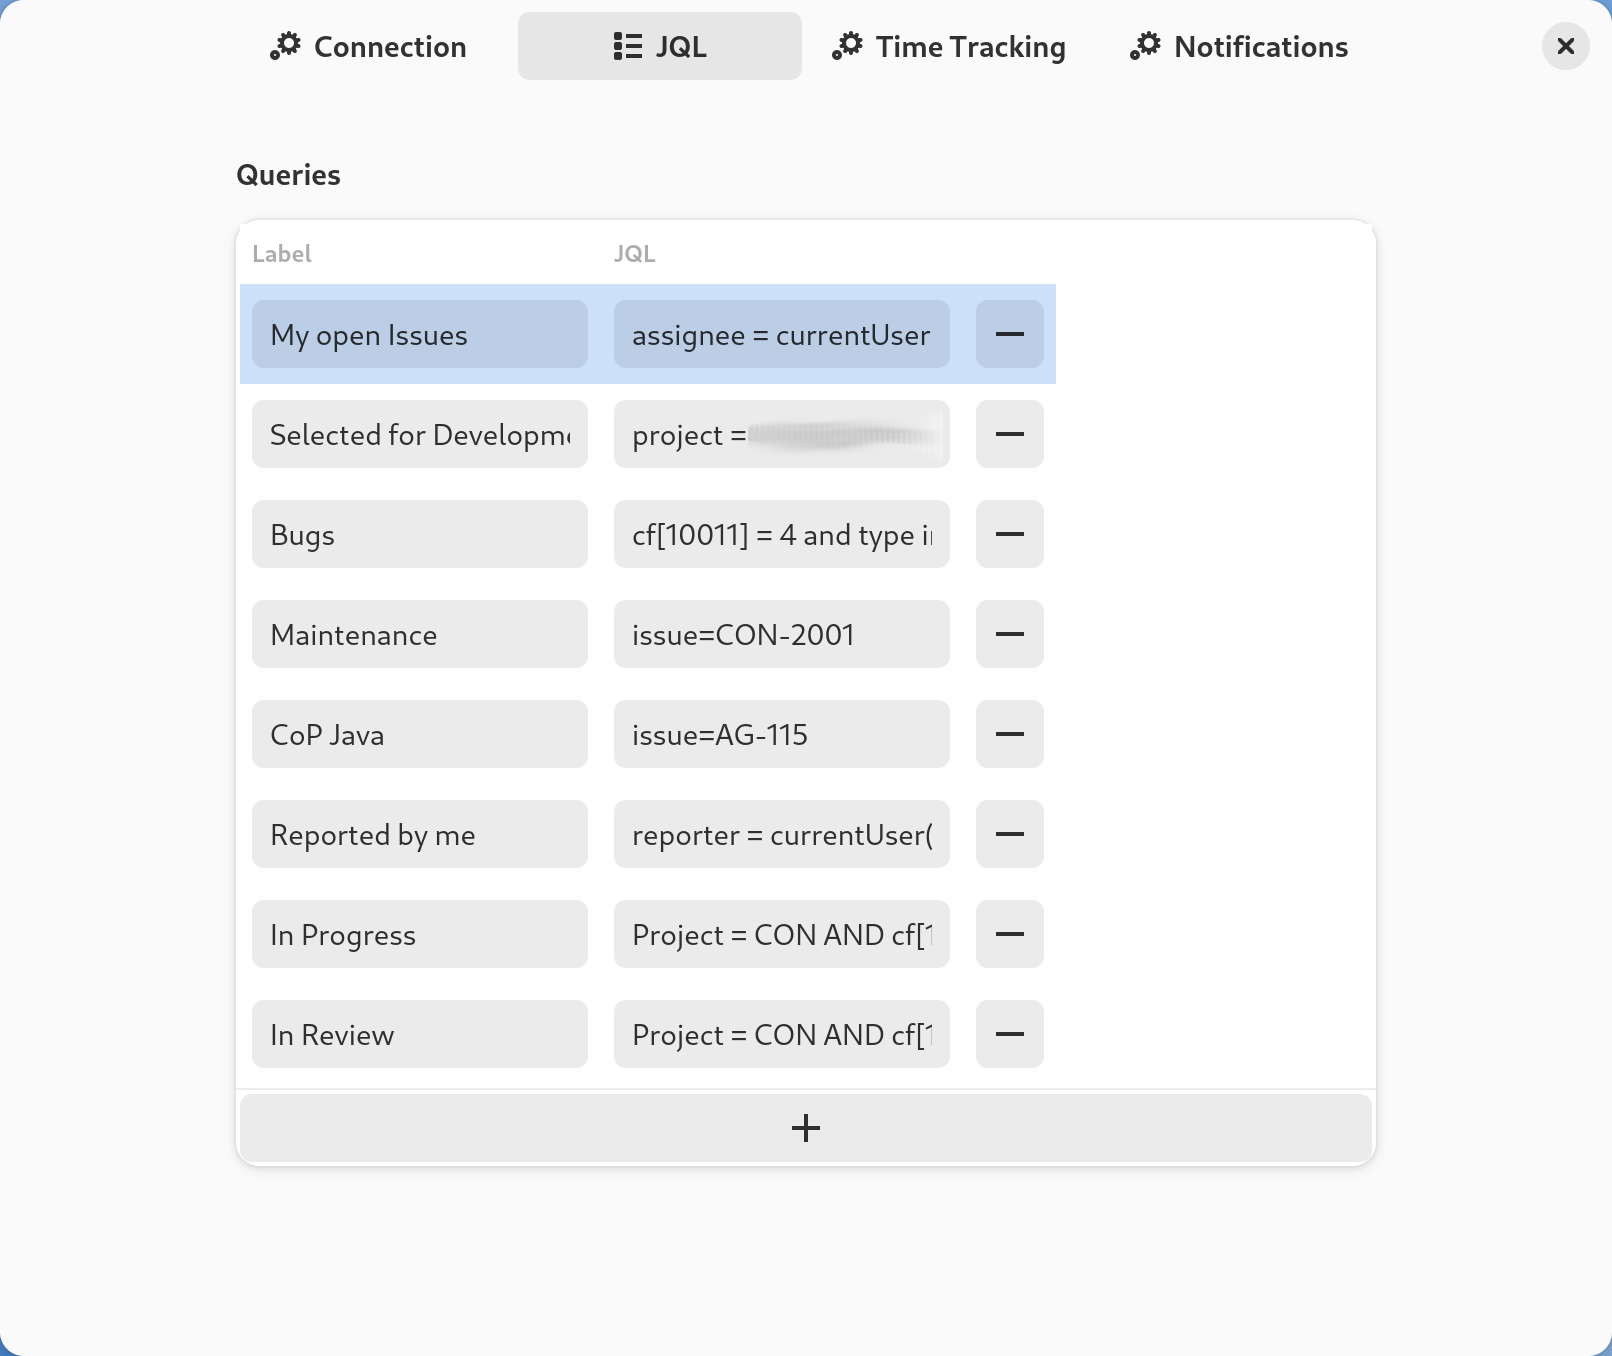 Connection JQL Time Tracking Notifications
Queries
Label JQL
My open Issues assignee = currentUser
Selected for Developm project =
Bugs cf[10011] = 4 and type
Maintenance issue=CON-2001
CoP Java issue=AG-115
Reported by me reporter = currentUser(
In Progress Project = CON AND cf[1
In Review Project = CON AND cf[1